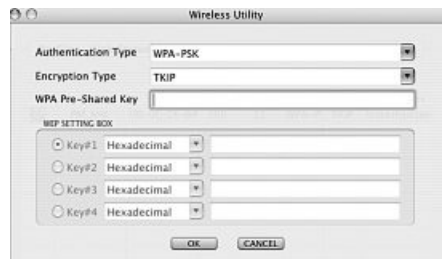 Wireless Utility
Authentication Type WPA-PSK
Encryption Type TKIP
WPA Pre-Shared Key
WEP SETTING BOX
Key#1 Hexadecimal
Key#2 Hexadecimal
Key#3 Hexadecimal
Key#4 Hexadecimal
OK CANCEL